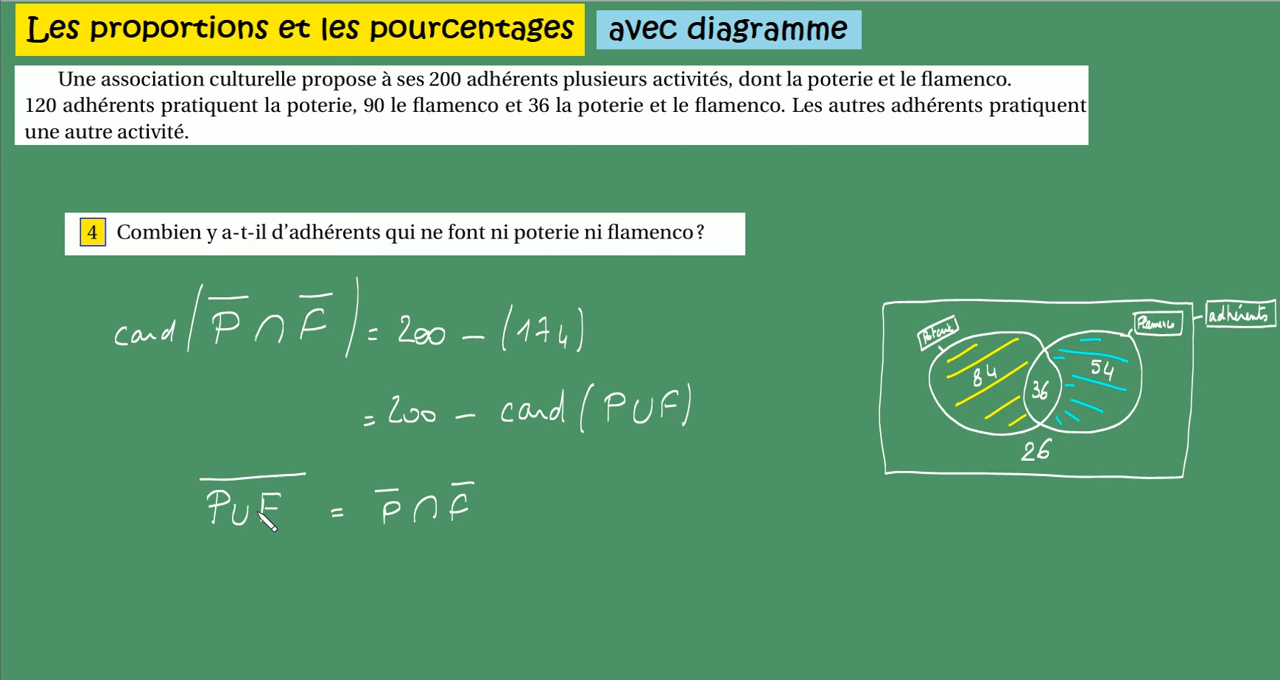 Les proportions et les pourcentages avec diagramme
Une association culturelle propose à ses 200 adhérents plusieurs activités, dont la poterie et le flamenco.
120 adhérents pratiquent la poterie, 90 le flamenco et 36 la poterie et le flamenco. Les autres adhérents pratiquent
une autre activité.
4 Combien y a-t-il d'adhérents qui ne font ni poterie ni flamenco ?
card (P̅ ∩ F̅) = 200 - (174)
= 200 - card (P ∪ F)
P̅ ̅∪̅ ̅F̅ = P̅ ∩ F̅
Poterie
Flamenco
adhérents
84
36
54
26